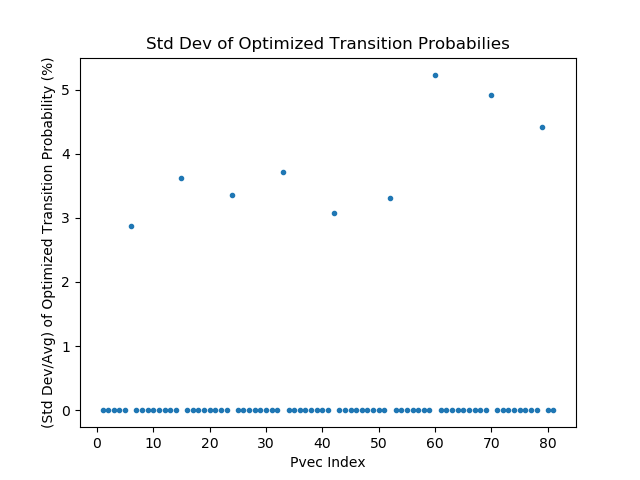 Std Dev of Optimized Transition Probabilies
(Std Dev/Avg) of Optimized Transition Probability (%)
5
4
3
2
1
0
0 10 20 30 40 50 60 70 80
Pvec Index